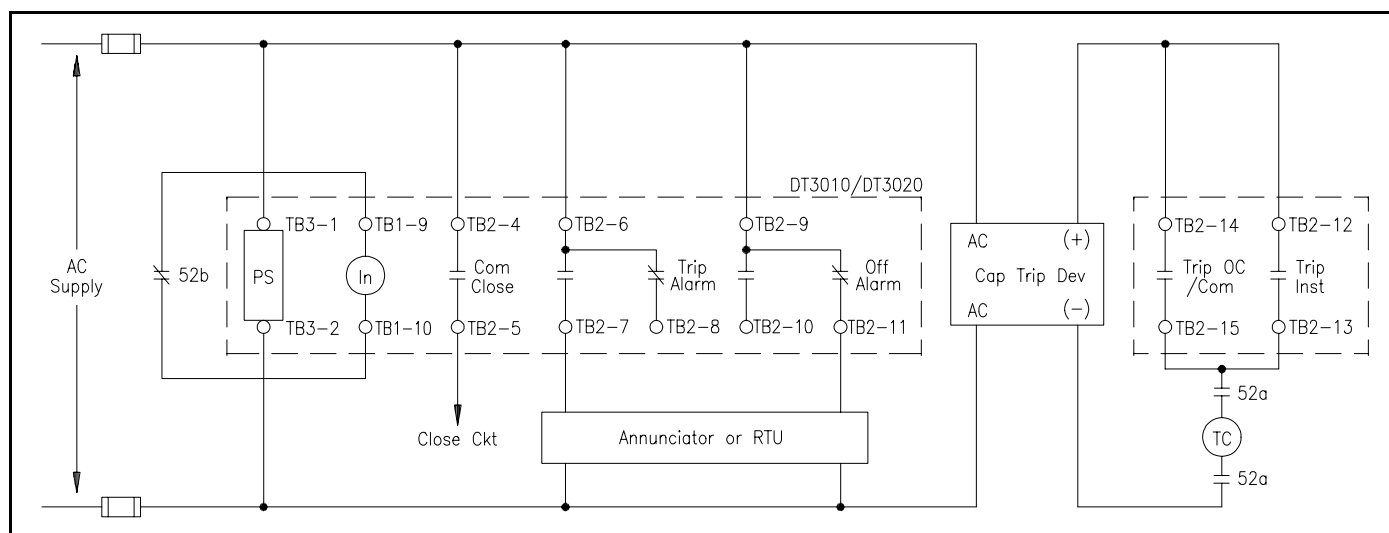 DT3010/DT3020
TB3-1
TB1-9
TB2-4
TB2-6
TB2-9
TB2-14
TB2-12
AC
Supply
52b
PS
In
Com
Close
Trip
Alarm
Off
Alarm
AC
(+)
Cap Trip Dev
AC
(-)
Trip OC
/Com
Trip
Inst
TB3-2
TB1-10
TB2-5
TB2-7
TB2-8
TB2-10
TB2-11
TB2-15
TB2-13
52a
Close Ckt
Annunciator or RTU
TC
52a